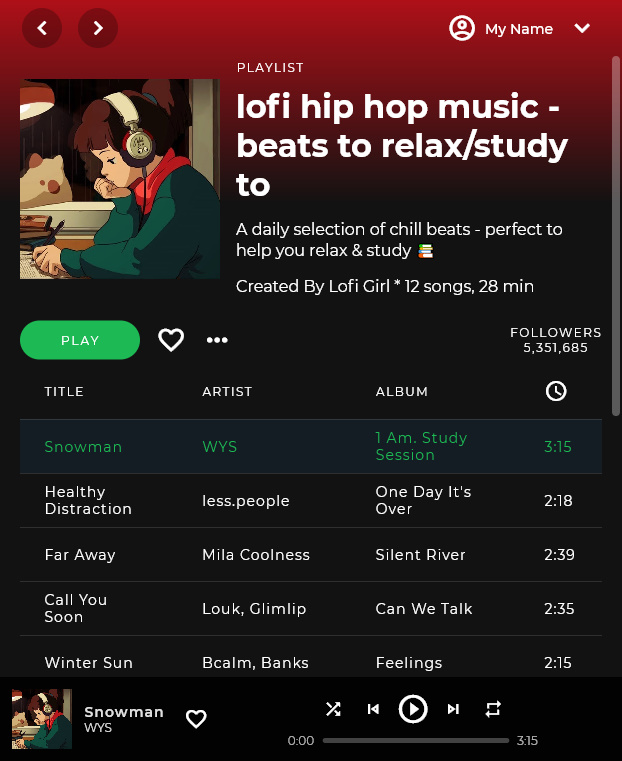 My Name
PLAYLIST
lofi hip hop music -
beats to relax/study
to
A daily selection of chill beats - perfect to
help you relax & study 📚
Created By Lofi Girl * 12 songs, 28 min
PLAY
FOLLOWERS
5,351,685
TITLE ARTIST ALBUM
Snowman WYS 1 Am. Study
Session 3:15
Healthy
Distraction less.people One Day It's
Over 2:18
Far Away Mila Coolness Silent River 2:39
Call You
Soon Louk, Glimlip Can We Talk 2:35
Winter Sun Bcalm, Banks Feelings 2:15
Snowman
WYS
0:00 3:15